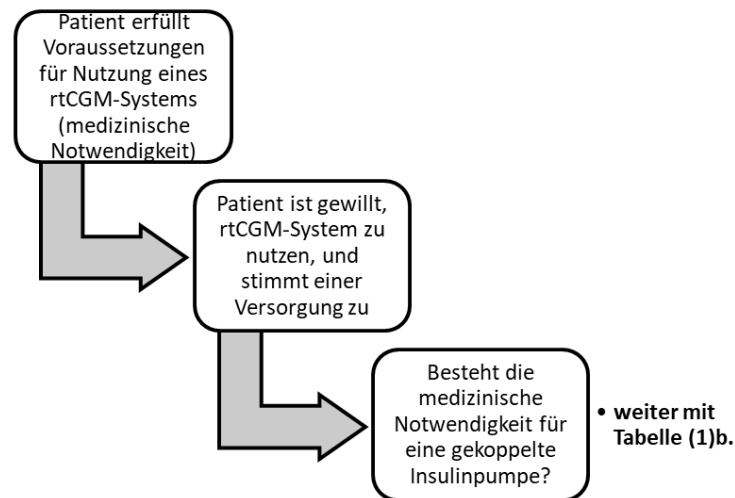 Patient erfüllt
Voraussetzungen
für Nutzung eines
rtCGM-Systems
(medizinische
Notwendigkeit)
Patient ist gewillt,
rtCGM-System zu
nutzen, und
stimmt einer
Versorgung zu
Besteht die
medizinische
Notwendigkeit für
eine gekoppelte
Insulinpumpe?
• weiter mit
Tabelle (1)b.